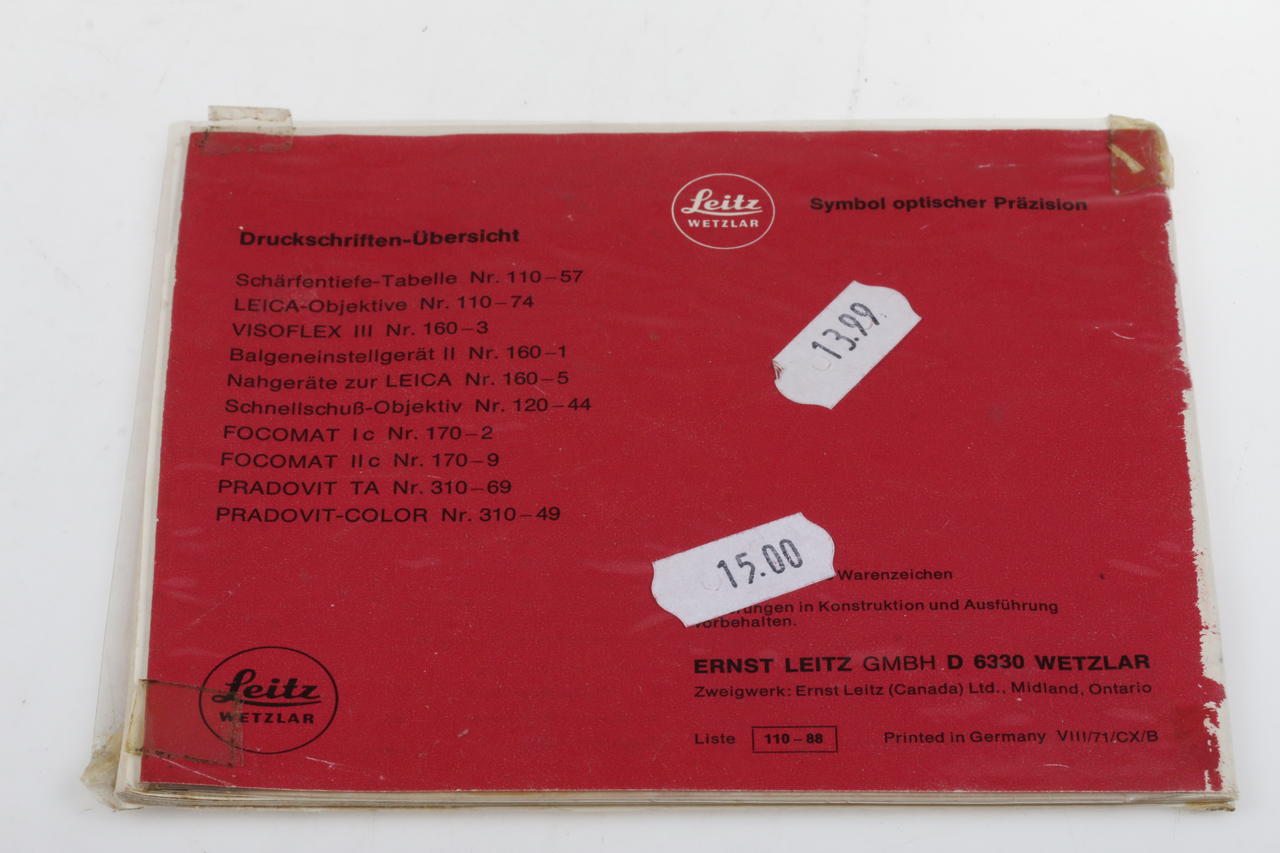 Leitz
WETZLAR
Symbol optischer Präzision
Druckschriften-Übersicht
Schärfentiefe-Tabelle Nr. 110–57
LEICA-Objektive Nr. 110–74
VISOFLEX III Nr. 160–3
Balgeneinstellgerät II Nr. 160–1
Nahgeräte zur LEICA Nr. 160–5
Schnellschuß-Objektiv Nr. 120–44
FOCOMAT Ic Nr. 170–2
FOCOMAT IIc Nr. 170–9
PRADOVIT TA Nr. 310–69
PRADOVIT-COLOR Nr. 310–49
13.99
15.00
Warenzeichen
in Konstruktion und Ausführung
vorbehalten.
ERNST LEITZ GMBH D 6330 WETZLAR
Zweigwerk: Ernst Leitz (Canada) Ltd., Midland, Ontario
Liste 110–88 Printed in Germany VIII/71/CX/B
Leitz
WETZLAR